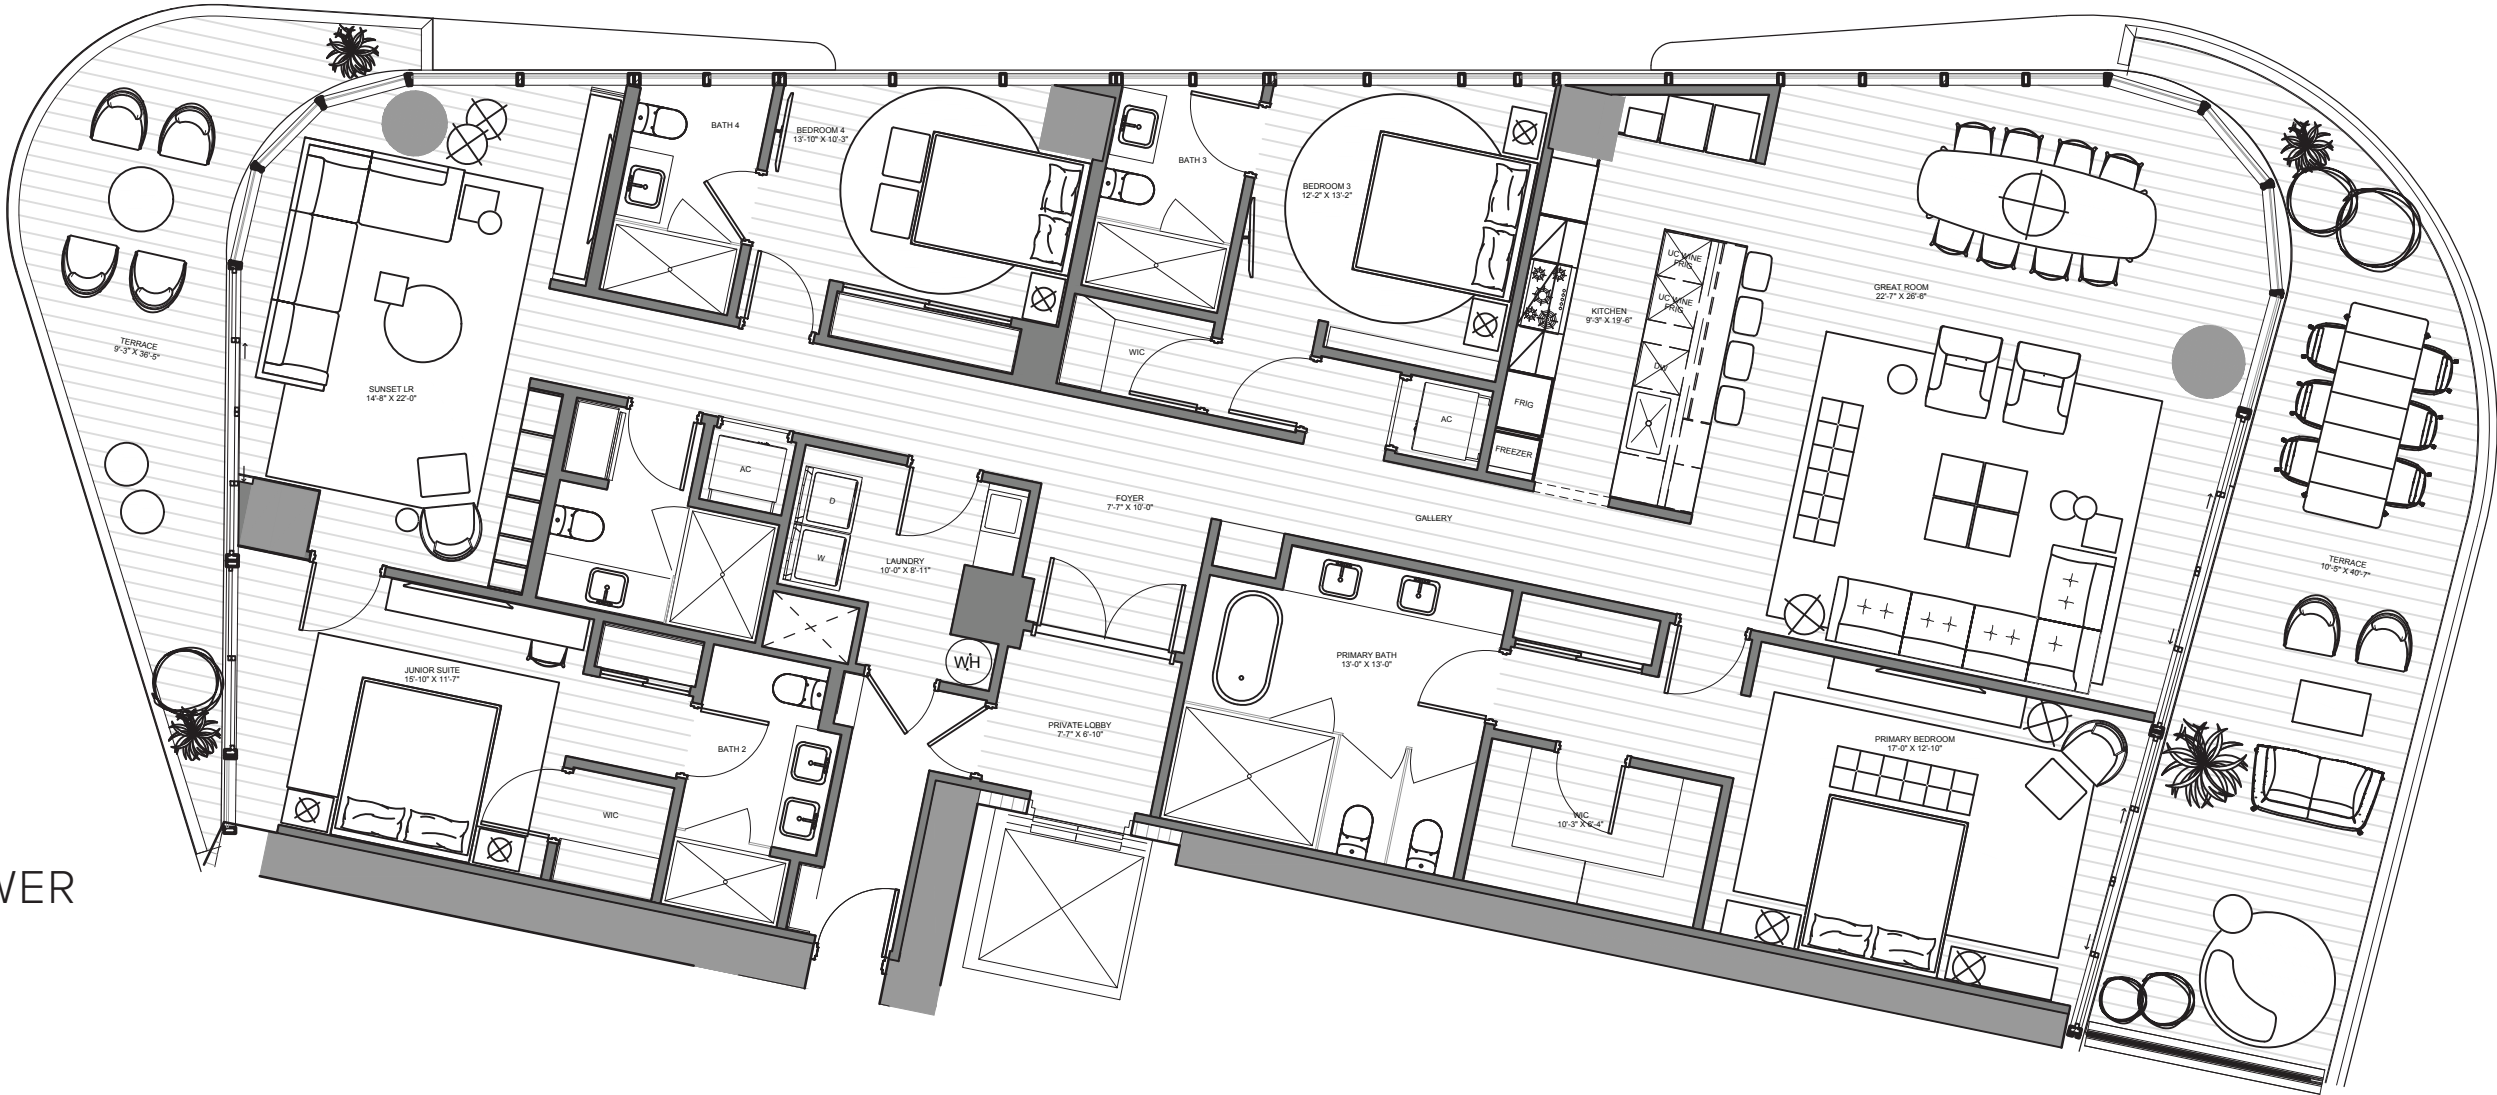 BATH 4
BEDROOM 4
13'-10" X 10'-3"
BATH 3
BEDROOM 3
12'-2" X 13'-2"
UC WINE
FRIG
UC WINE
FRIG
GREAT ROOM
22'-7" X 26'-6"
KITCHEN
9'-3" X 19'-6"
TERRACE
9'-3" X 36'-5"
WIC
DW
SUNSET LR
14'-8" X 22'-0"
FRIG
AC
FREEZER
AC
D
FOYER
7'-7" X 10'-0"
GALLERY
W
LAUNDRY
10'-0" X 8'-11"
TERRACE
10'-5" X 40'-7"
WH
PRIMARY BATH
13'-0" X 13'-0"
JUNIOR SUITE
15'-10" X 11'-7"
PRIVATE LOBBY
7'-7" X 6'-10"
BATH 2
PRIMARY BEDROOM
17'-0" X 12'-10"
WIC
WIC
10'-3" X 6'-4"
WER